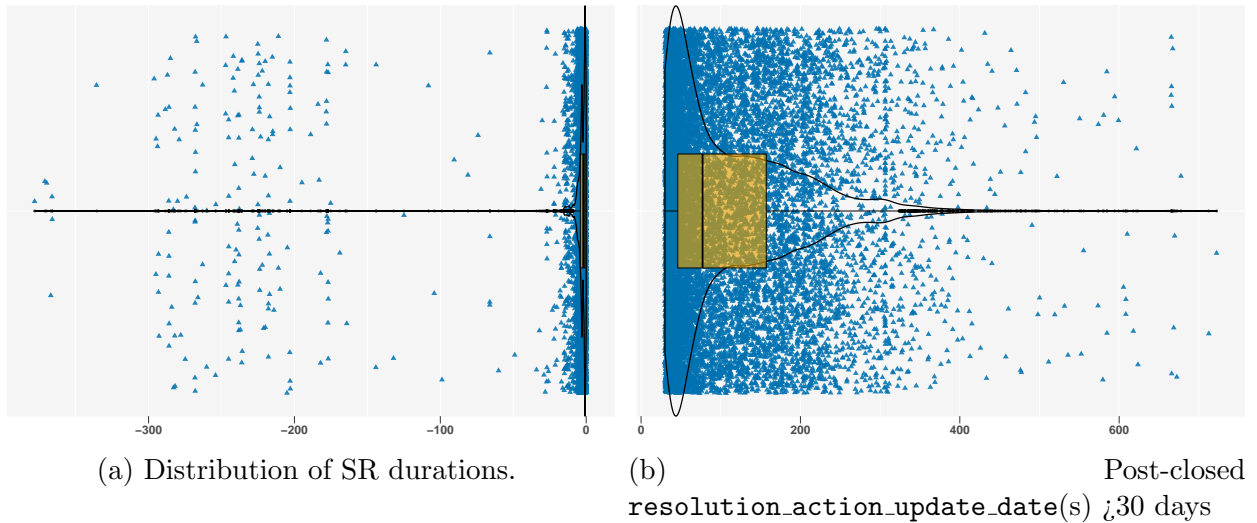 −300 −200 −100 0
0 200 400 600
(a) Distribution of SR durations.
(b) Post-closed
resolution_action_update_date(s) ¿30 days